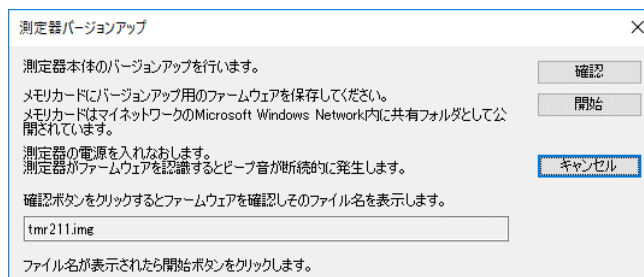 測定器バージョンアップ
測定器本体のバージョンアップを行います。
確認
メモリカードにバージョンアップ用のファームウェアを保存してください。
メモリカードはマイネットワークのMicrosoft Windows Network内に共有フォルダとして公
開されています。
開始
測定器の電源を入れなおします。
測定器がファームウェアを認識するとビープ音が断続的に発生します。
キャンセル
確認ボタンをクリックするとファームウェアを確認しそのファイル名を表示します。
tmr211.img
ファイル名が表示されたら開始ボタンをクリックします。